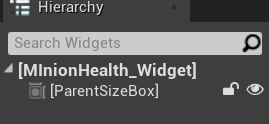 Hierarchy
Search Widgets
[MInionHealth_Widget]
[ParentSizeBox]